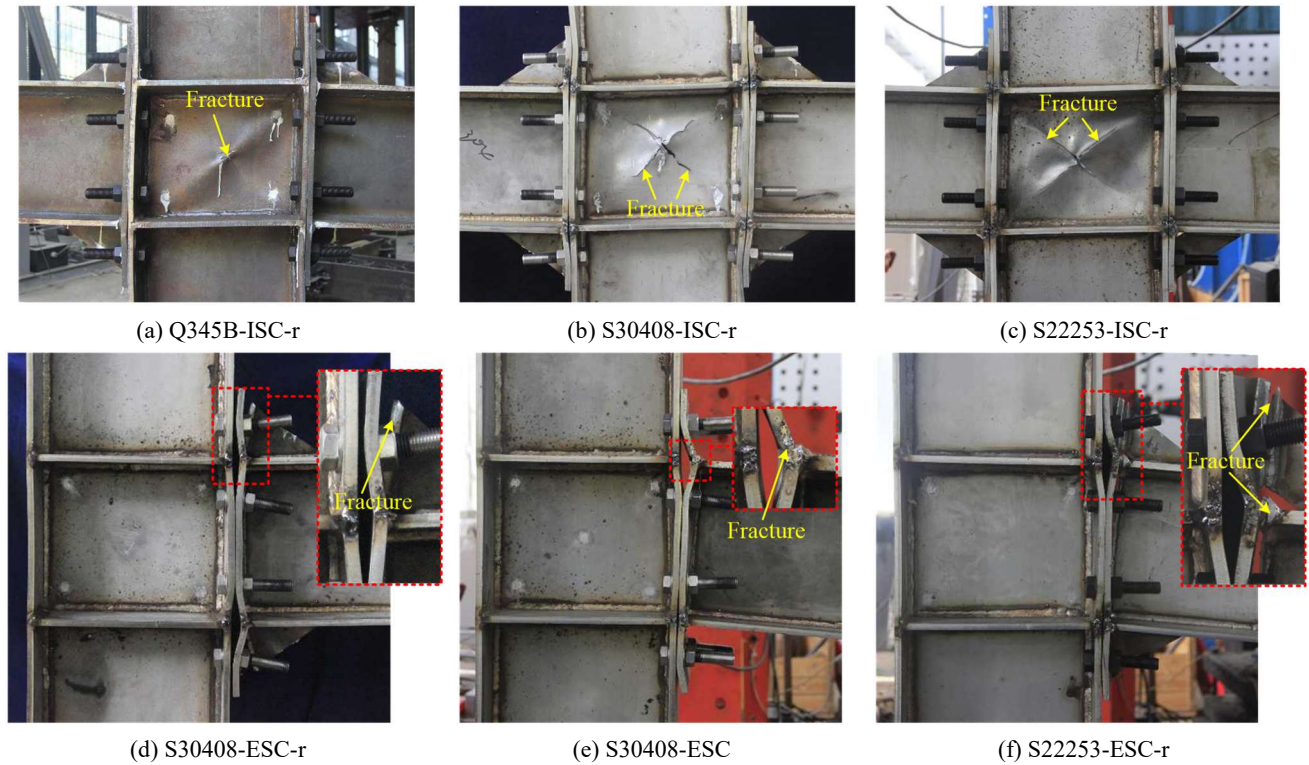 Fracture
Fracture
Fracture
(a) Q345B-ISC-r
(b) S30408-ISC-r
(c) S22253-ISC-r
Fracture
Fracture
Fracture
(d) S30408-ESC-r
(e) S30408-ESC
(f) S22253-ESC-r